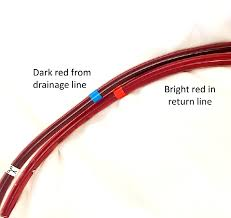 Dark red from
drainage line
Bright red in
return line